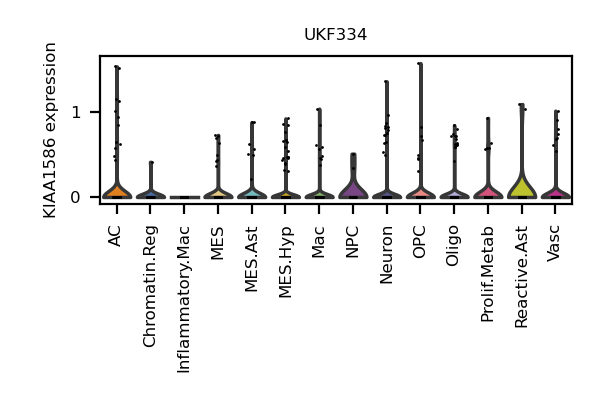 UKF334
KIAA1586 expression
1
0
AC
Chromatin.Reg
Inflammatory.Mac
MES
MES.Ast
MES.Hyp
Mac
NPC
Neuron
OPC
Oligo
Prolif.Metab
Reactive.Ast
Vasc